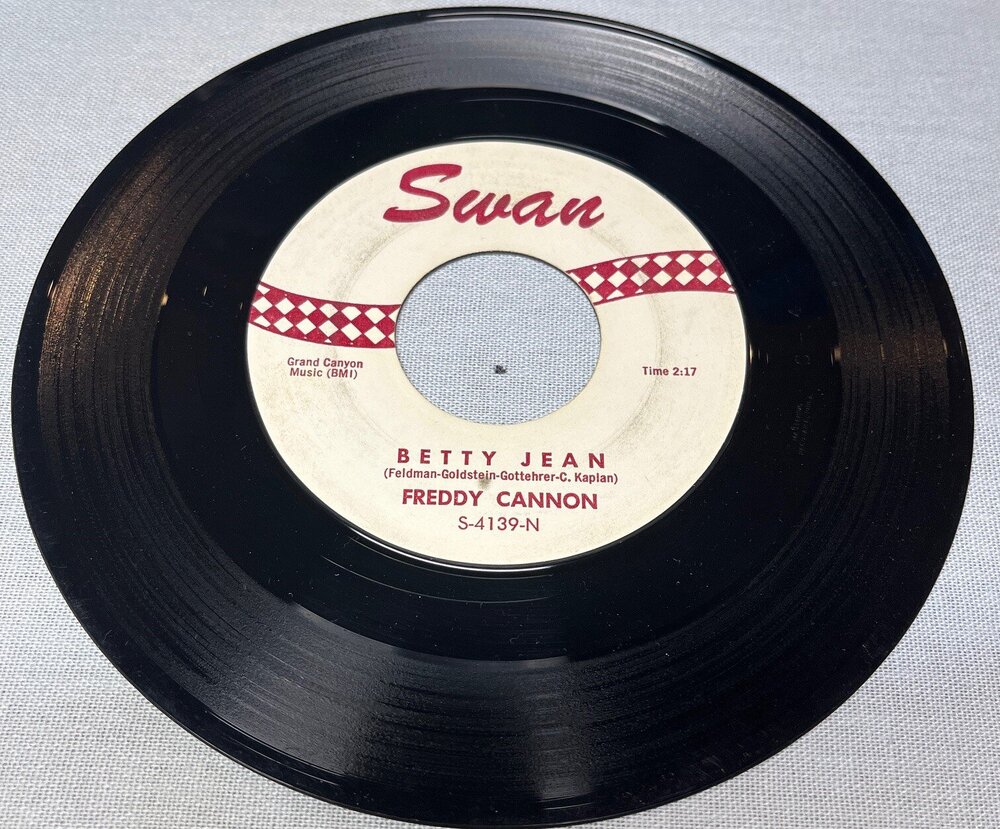 Swan
Grand Canyon
Music (BMI)
Time 2:17
BETTY JEAN
(Feldman-Goldstein-Gottehrer-C. Kaplan)
FREDDY CANNON
S-4139-N